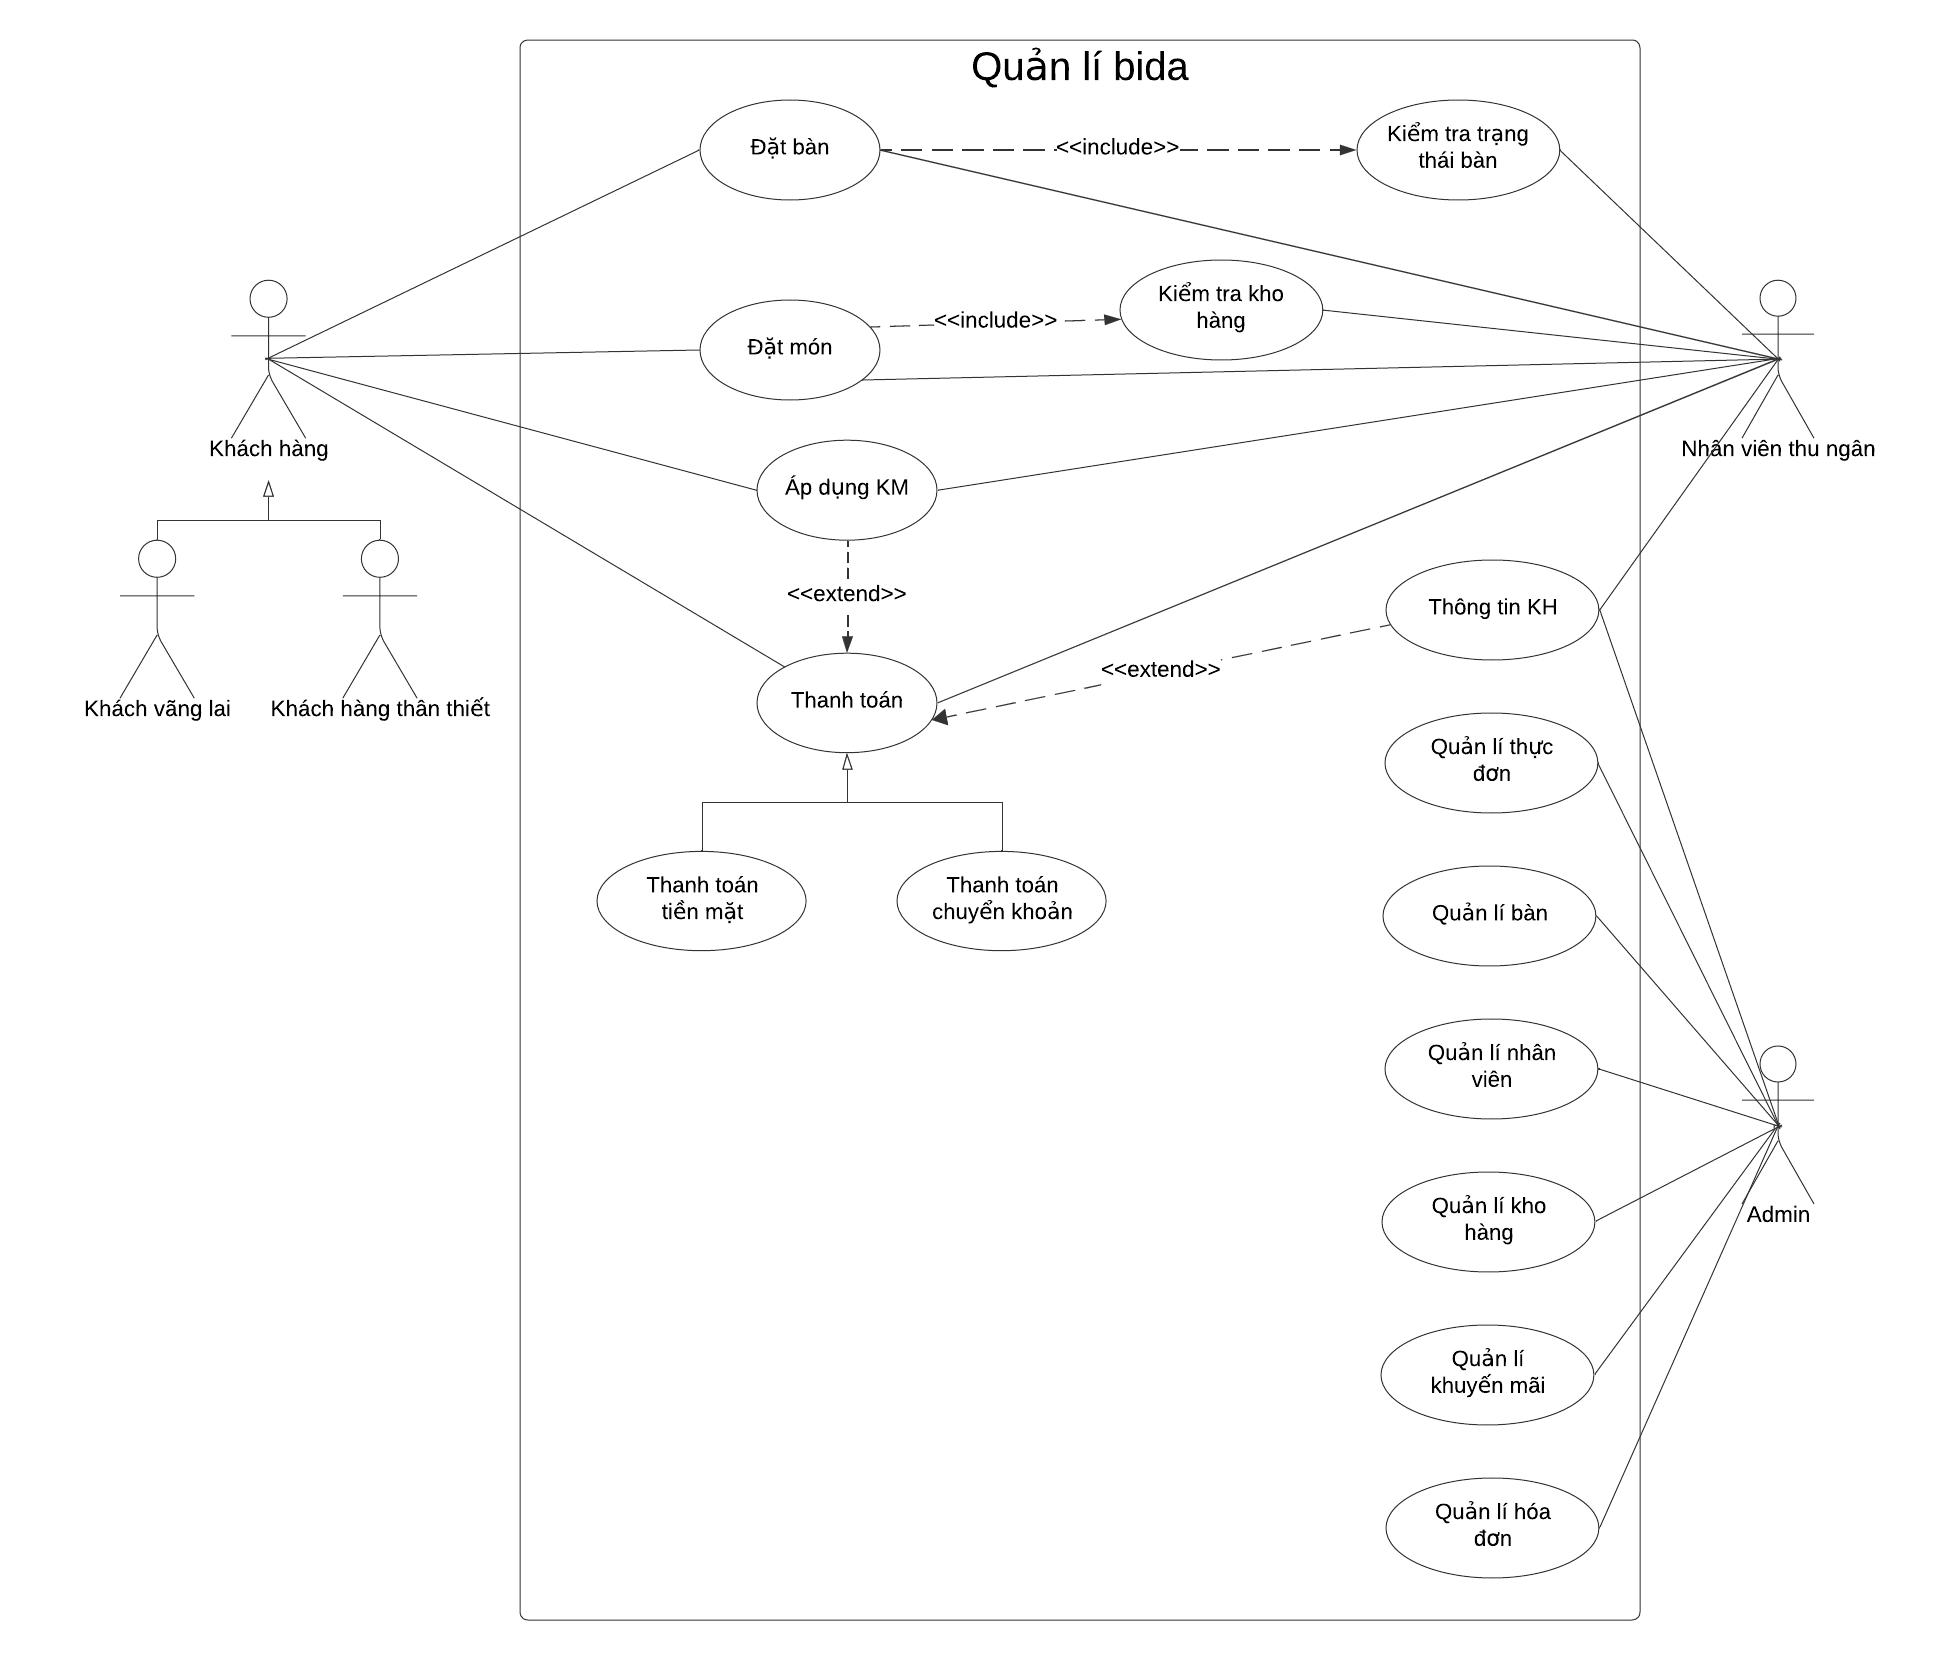 Quản lí bida
Đặt bàn
<<include>>
Kiểm tra trạng
thái bàn
Kiểm tra kho
hàng
<<include>>
Đặt món
Khách hàng
Nhân viên thu ngân
Áp dụng KM
<<extend>>
Thông tin KH
<<extend>>
Thanh toán
Khách vãng lai
Khách hàng thân thiết
Quản lí thực
đơn
Thanh toán
tiền mặt
Thanh toán
chuyển khoản
Quản lí bàn
Quản lí nhân
viên
Quản lí kho
hàng
Admin
Quản lí
khuyến mãi
Quản lí hóa
đơn